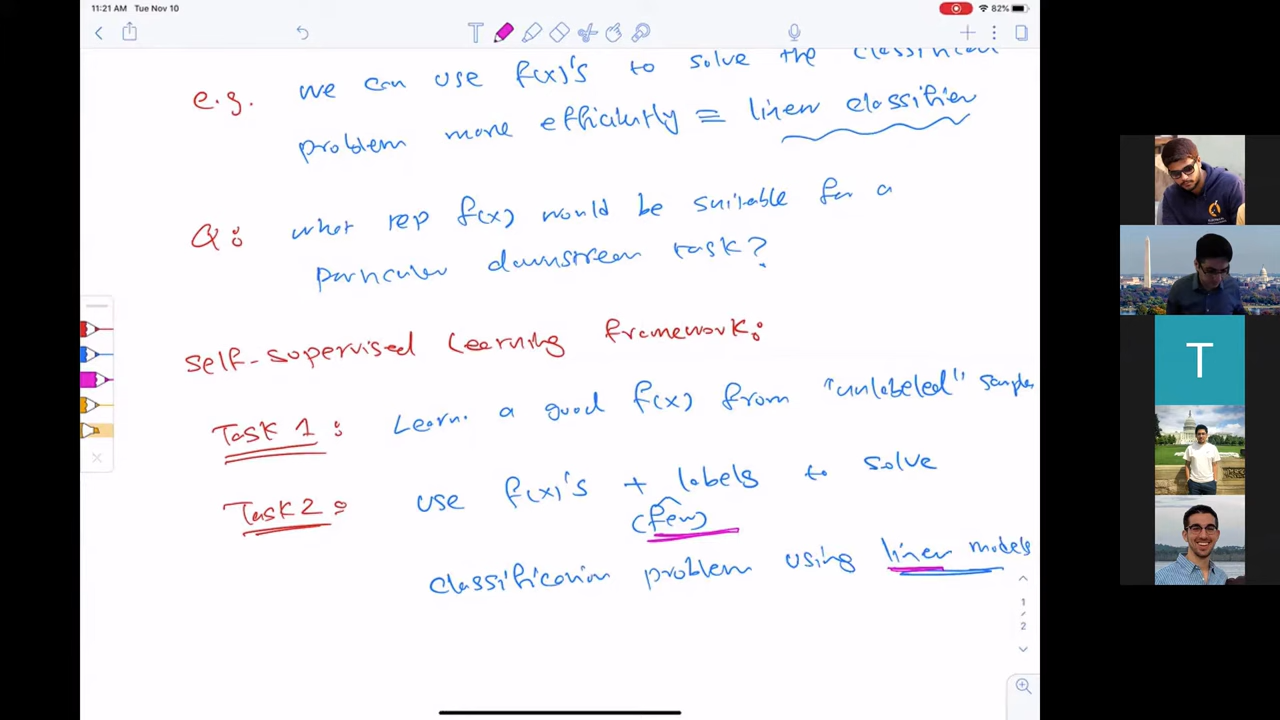 11:21 AM Tue Nov 10
82%
T
e.g. we can use f(x)'s to solve the classification
problem more efficiently ≡ linear classifier
Q: what rep f(x) would be suitable for a
particular downstream task?
self-supervised learning framework:
Task 1: Learn a good f(x) from "unlabeled" samples
Task 2: use f(x)'s + labels to solve
(few)
classification problem using linear models
1
/
2
T